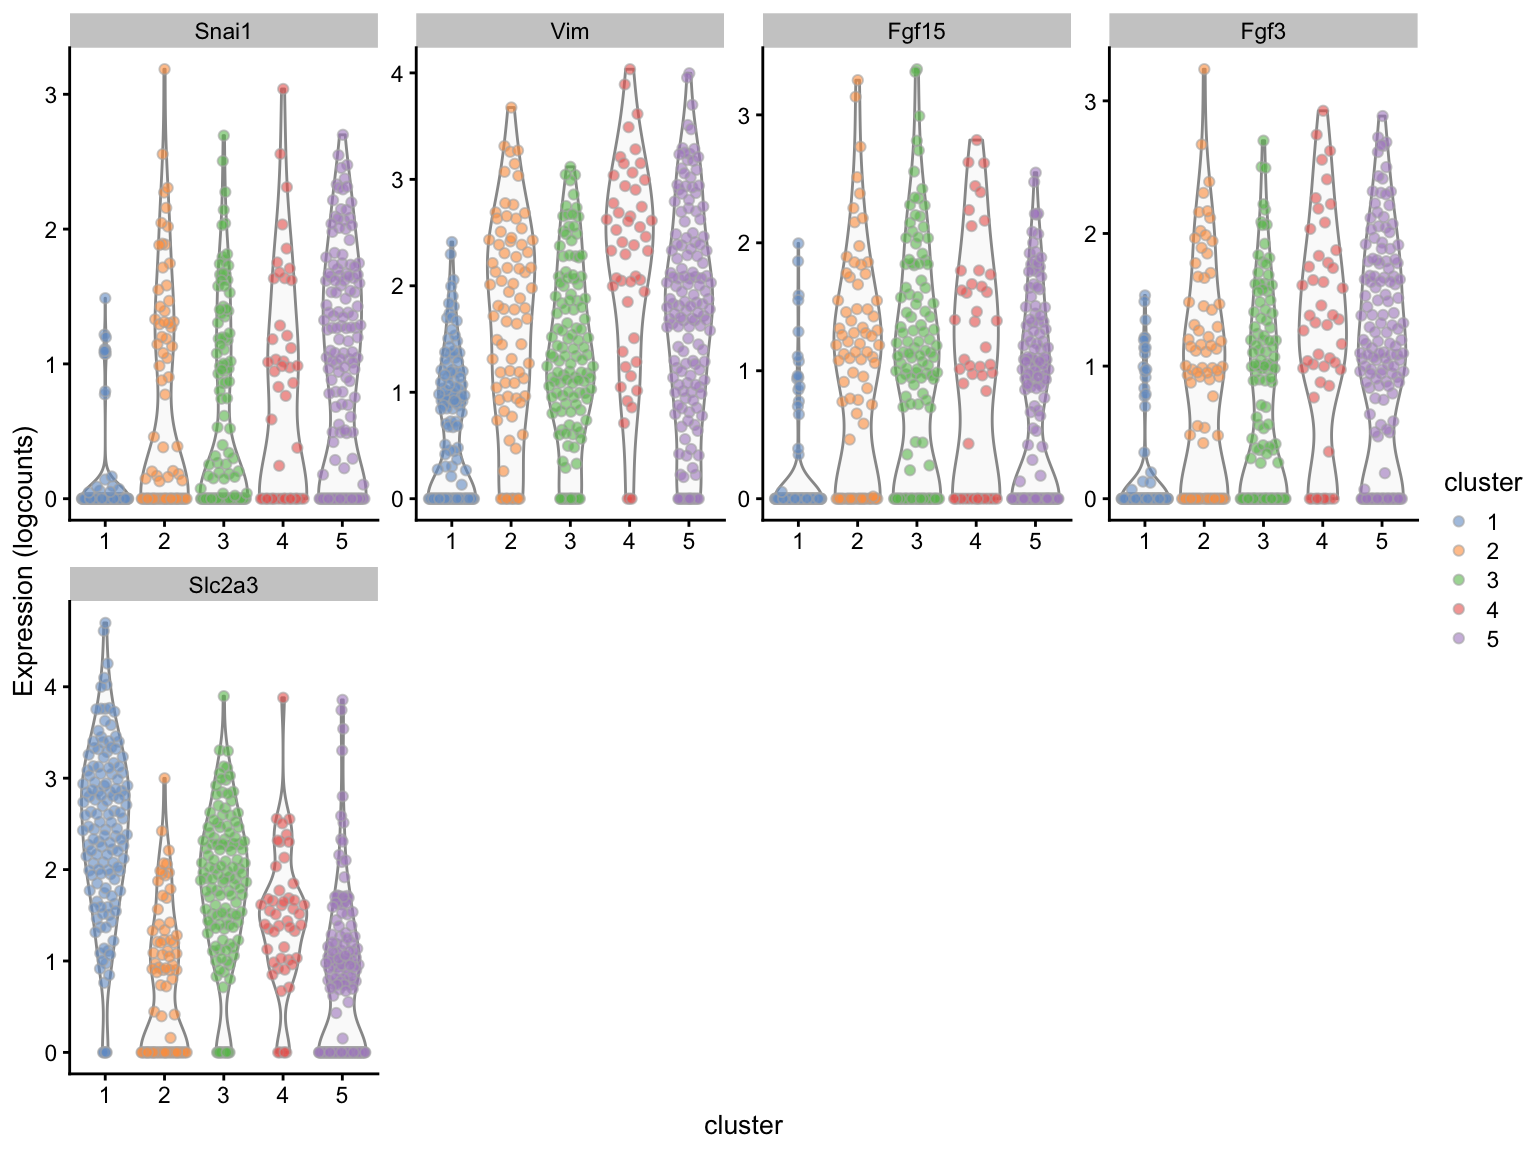 Snai1 Vim Fgf15 Fgf3
3 2 1 0
4 3 2 1 0
3 2 1 0
3 2 1 0
1 2 3 4 5 1 2 3 4 5 1 2 3 4 5 1 2 3 4 5
Expression (logcounts)
Slc2a3
4 3 2 1 0
1 2 3 4 5
cluster
cluster
1
2
3
4
5